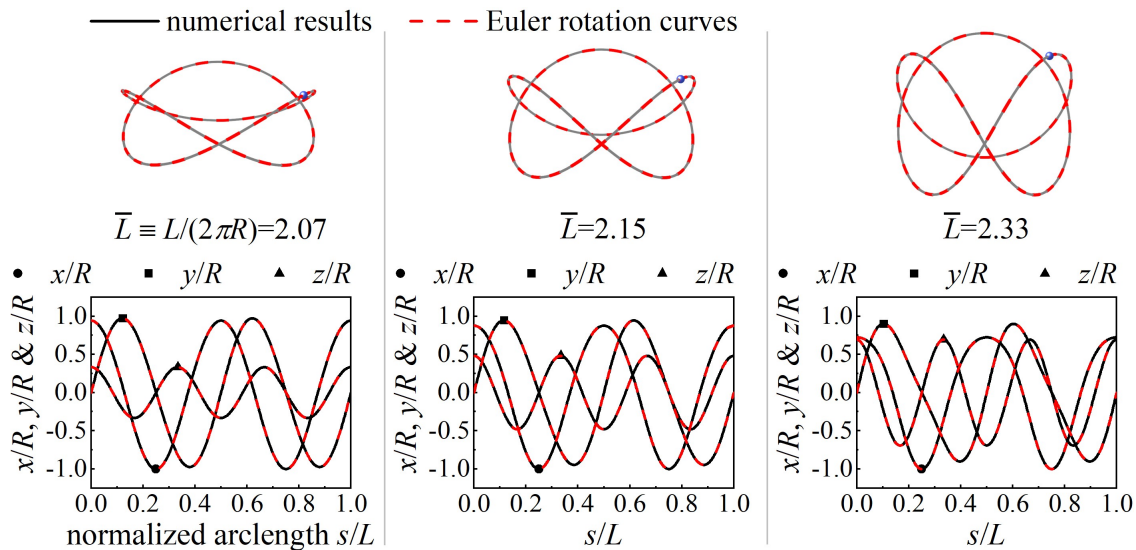 numerical results Euler rotation curves
L̅ ≡ L/(2πR)=2.07
L̅=2.15
L̅=2.33
x/R y/R z/R
x/R y/R z/R
x/R y/R z/R
x/R, y/R & z/R
1.0
0.5
0.0
-0.5
-1.0
0.0 0.2 0.4 0.6 0.8 1.0
normalized arclength s/L
x/R, y/R & z/R
1.0
0.5
0.0
-0.5
-1.0
0.0 0.2 0.4 0.6 0.8 1.0
s/L
x/R, y/R & z/R
1.0
0.5
0.0
-0.5
-1.0
0.0 0.2 0.4 0.6 0.8 1.0
s/L